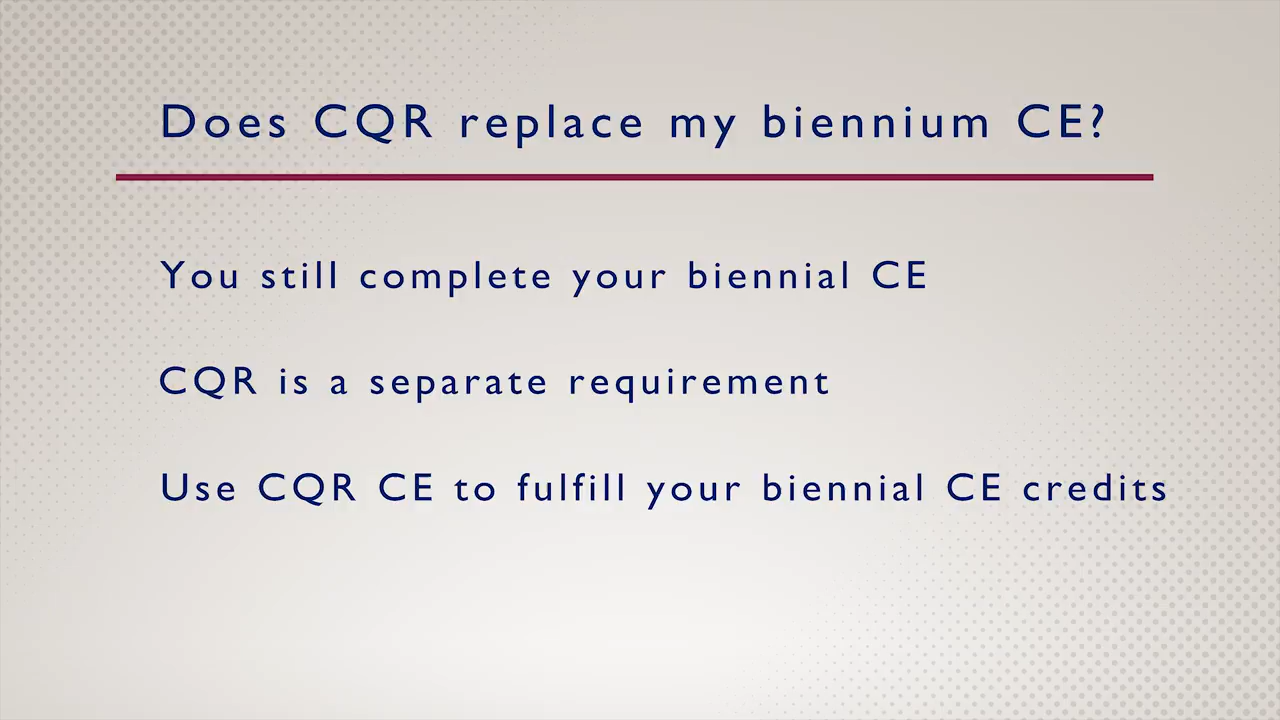 Does CQR replace my biennium CE?
You still complete your biennial CE
CQR is a separate requirement
Use CQR CE to fulfill your biennial CE credits